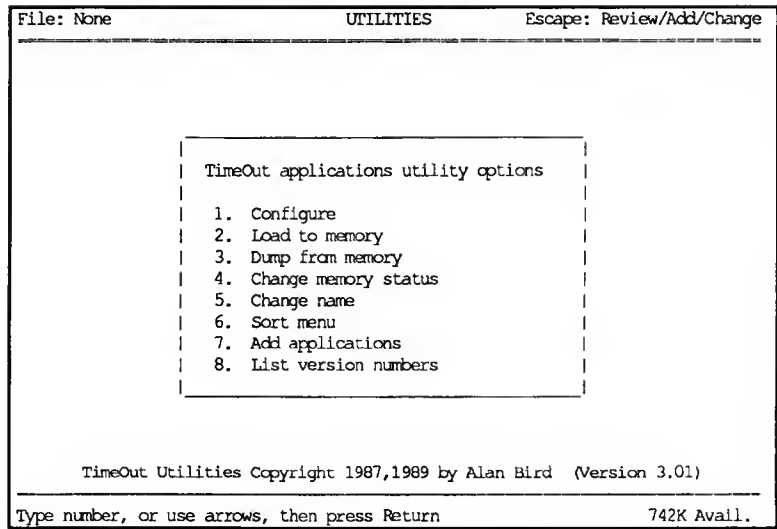 File: None UTILITIES Escape: Review/Add/Change
TimeOut applications utility options
1. Configure
2. Load to memory
3. Dump from memory
4. Change memory status
5. Change name
6. Sort menu
7. Add applications
8. List version numbers
TimeOut Utilities Copyright 1987,1989 by Alan Bird (Version 3.01)
Type number, or use arrows, then press Return 742K Avail.